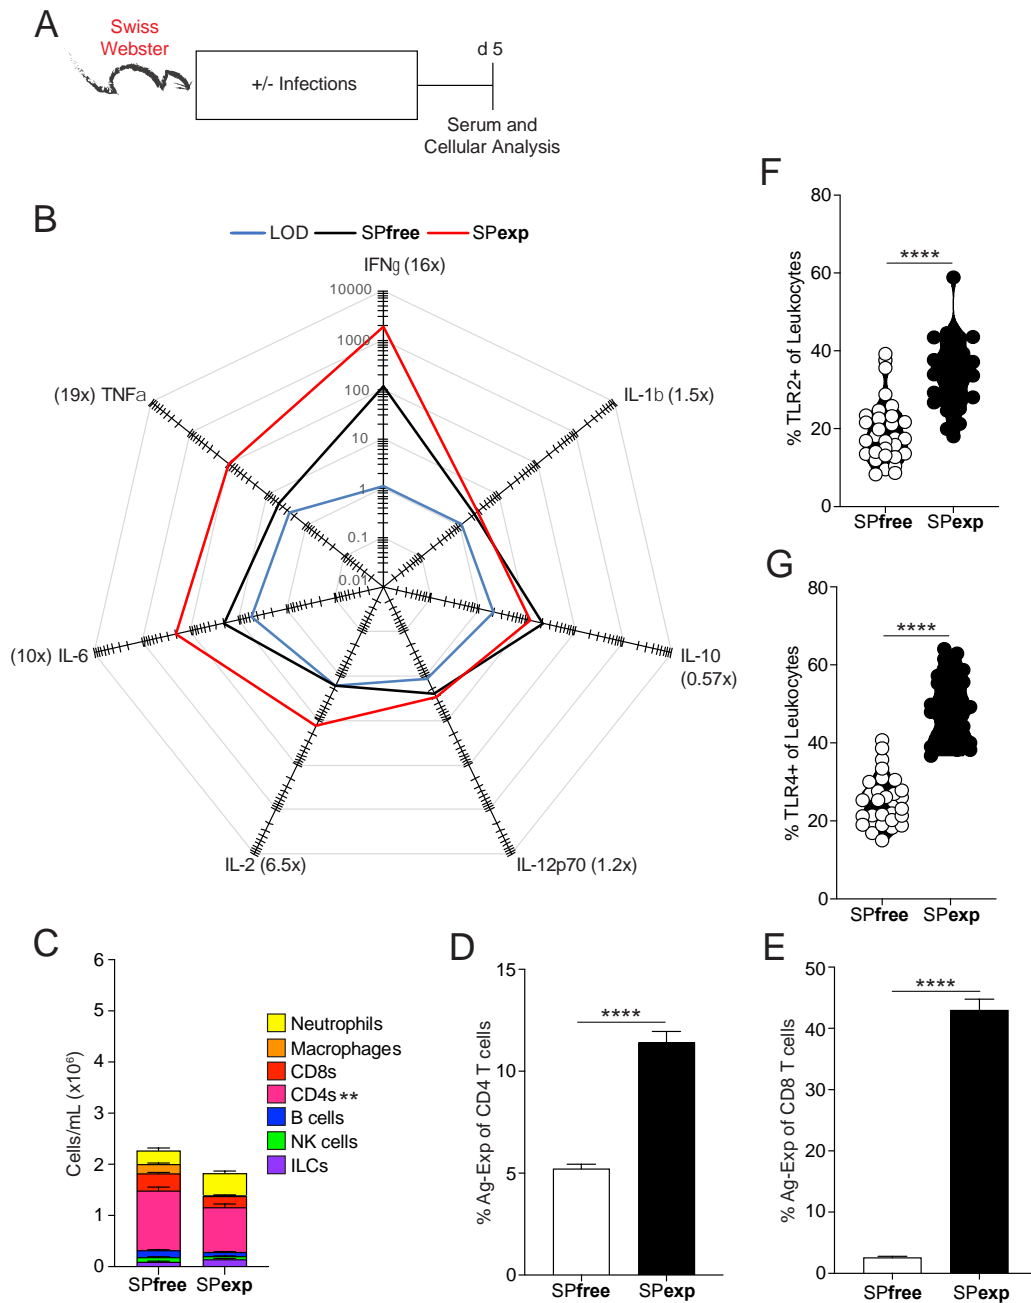 A
Swiss
Webster
+/- Infections
d 5
Serum and
Cellular Analysis
B
LOD SPfree SPexp
IFNg (16x)
10000
1000
100
10
1
0.1
0.01
(19x) TNFa
IL-1b (1.5x)
(10x) IL-6
IL-10
(0.57x)
IL-2 (6.5x)
IL-12p70 (1.2x)
F
% TLR2+ of Leukocytes
80
60
40
20
0
****
SPfree SPexp
G
% TLR4+ of Leukocytes
80
60
40
20
0
****
SPfree SPexp
C
Cells/mL (x10⁶)
6
5
4
3
2
1
0
SPfree SPexp
Neutrophils
Macrophages
CD8s
CD4s**
B cells
NK cells
ILCs
D
% Ag-Exp of CD4 T cells
15
10
5
0
****
SPfree SPexp
E
% Ag-Exp of CD8 T cells
50
40
30
20
10
0
****
SPfree SPexp